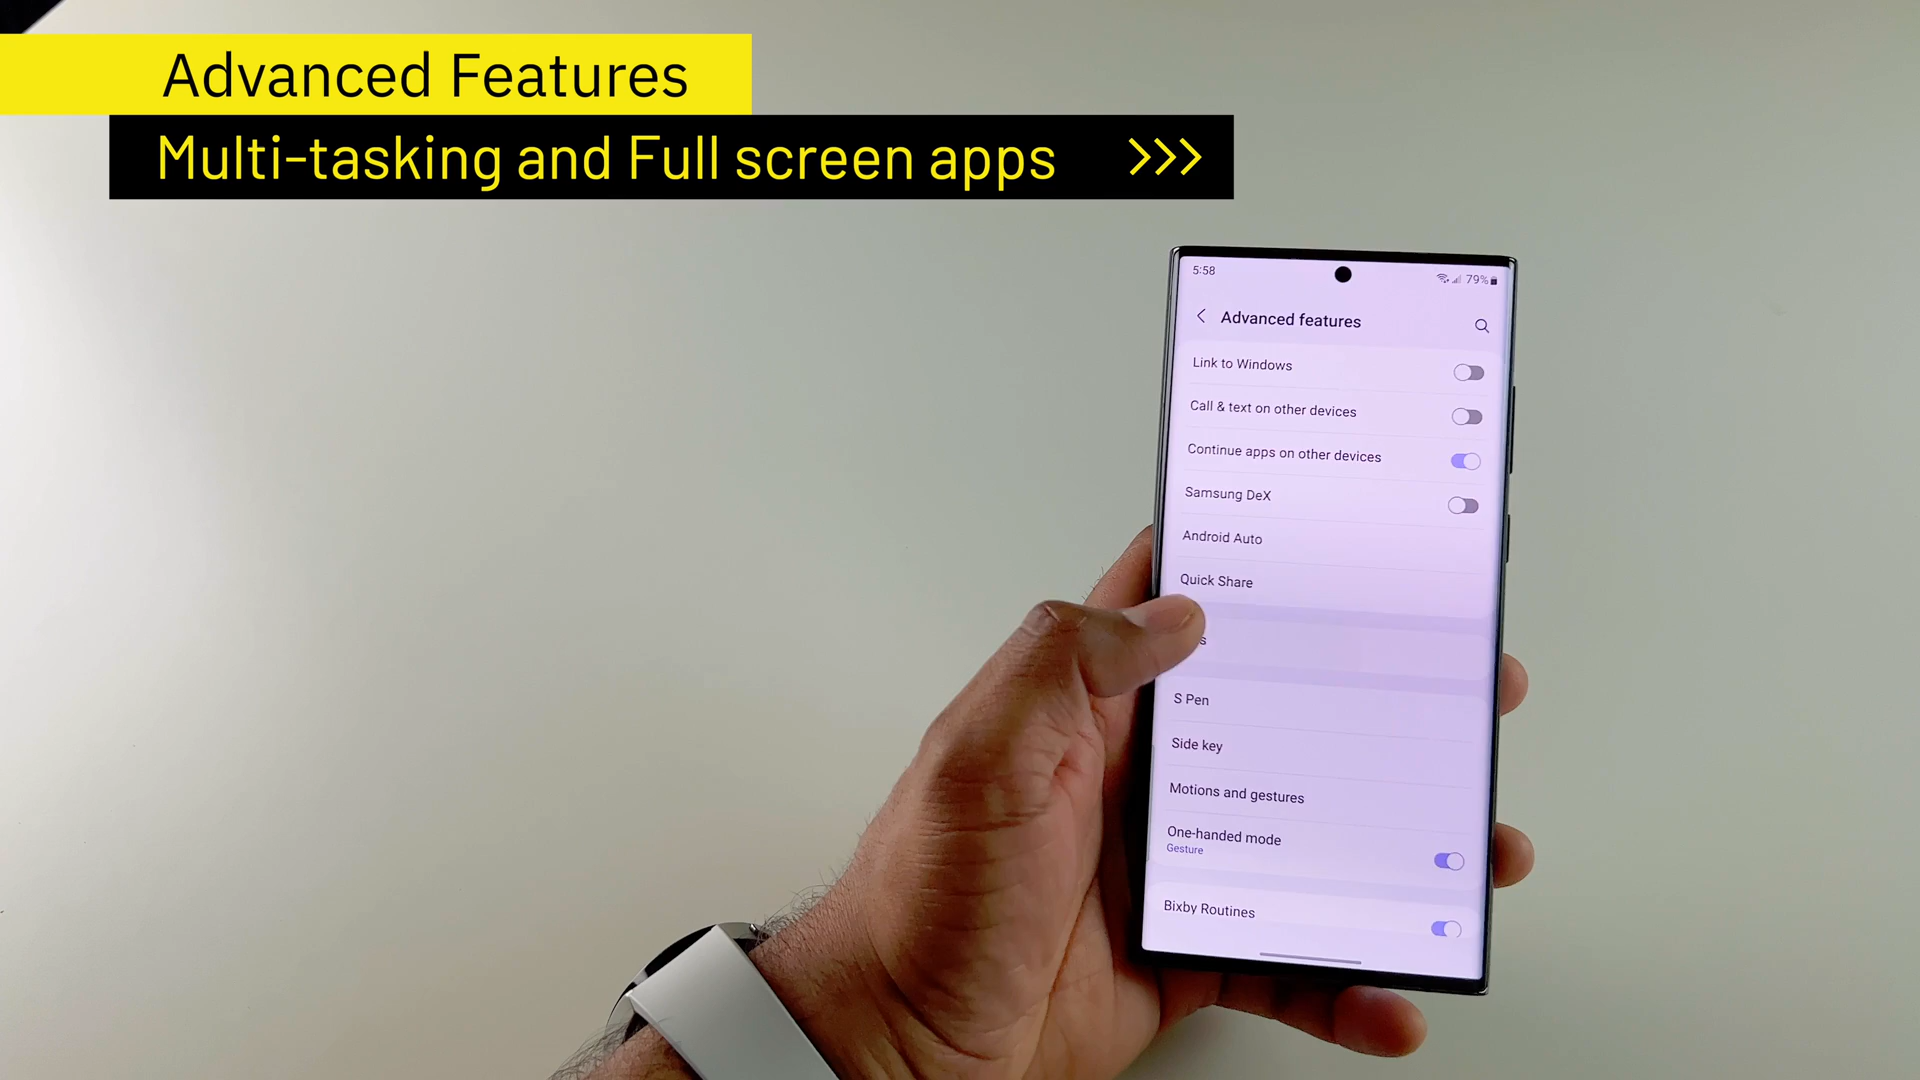 Advanced Features
Multi-tasking and Full screen apps >>>
5:58
79%
Advanced features
Link to Windows
Call & text on other devices
Continue apps on other devices
Samsung DeX
Android Auto
Quick Share
S Pen
Side key
Motions and gestures
One-handed mode
Gesture
Bixby Routines